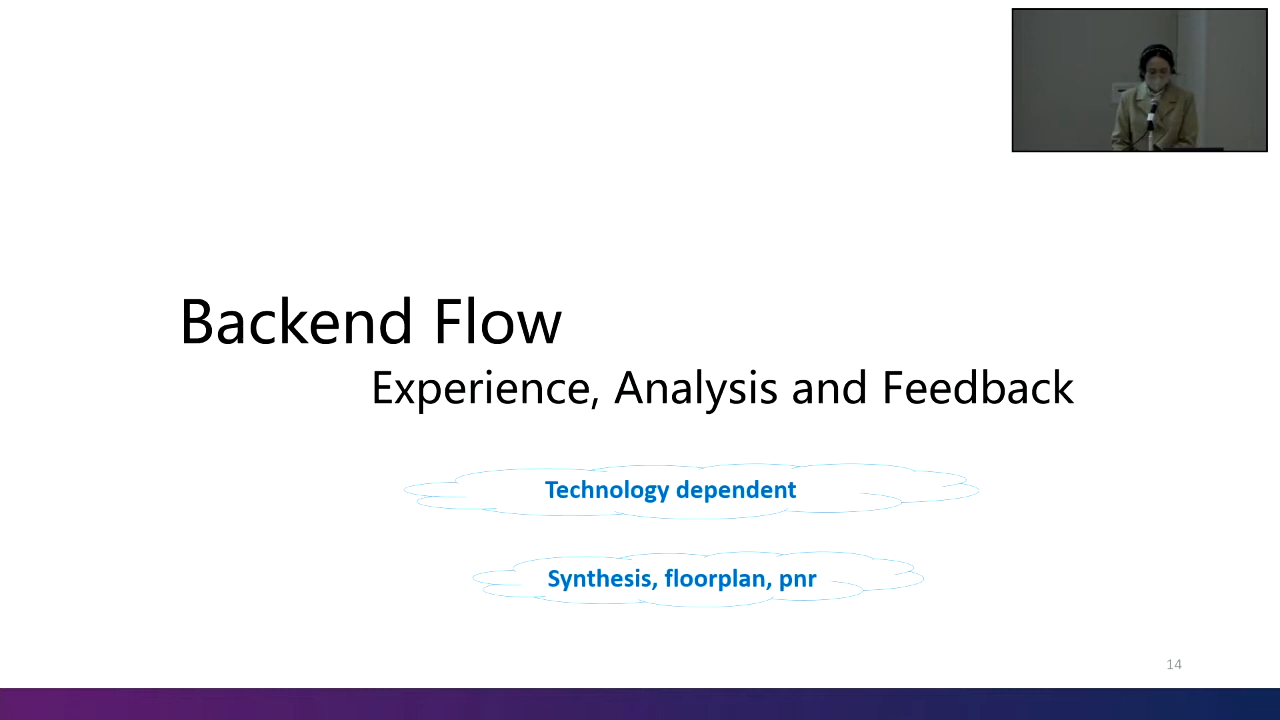 Backend Flow
Experience, Analysis and Feedback
Technology dependent
Synthesis, floorplan, pnr
14